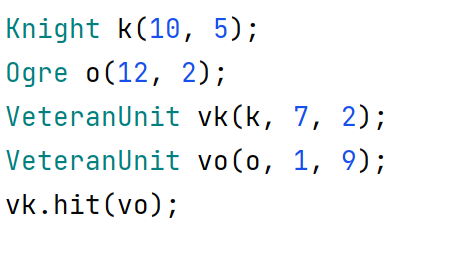 Knight k(10, 5);
Ogre o(12, 2);
VeteranUnit vk(k, 7, 2);
VeteranUnit vo(o, 1, 9);
vk.hit(vo);